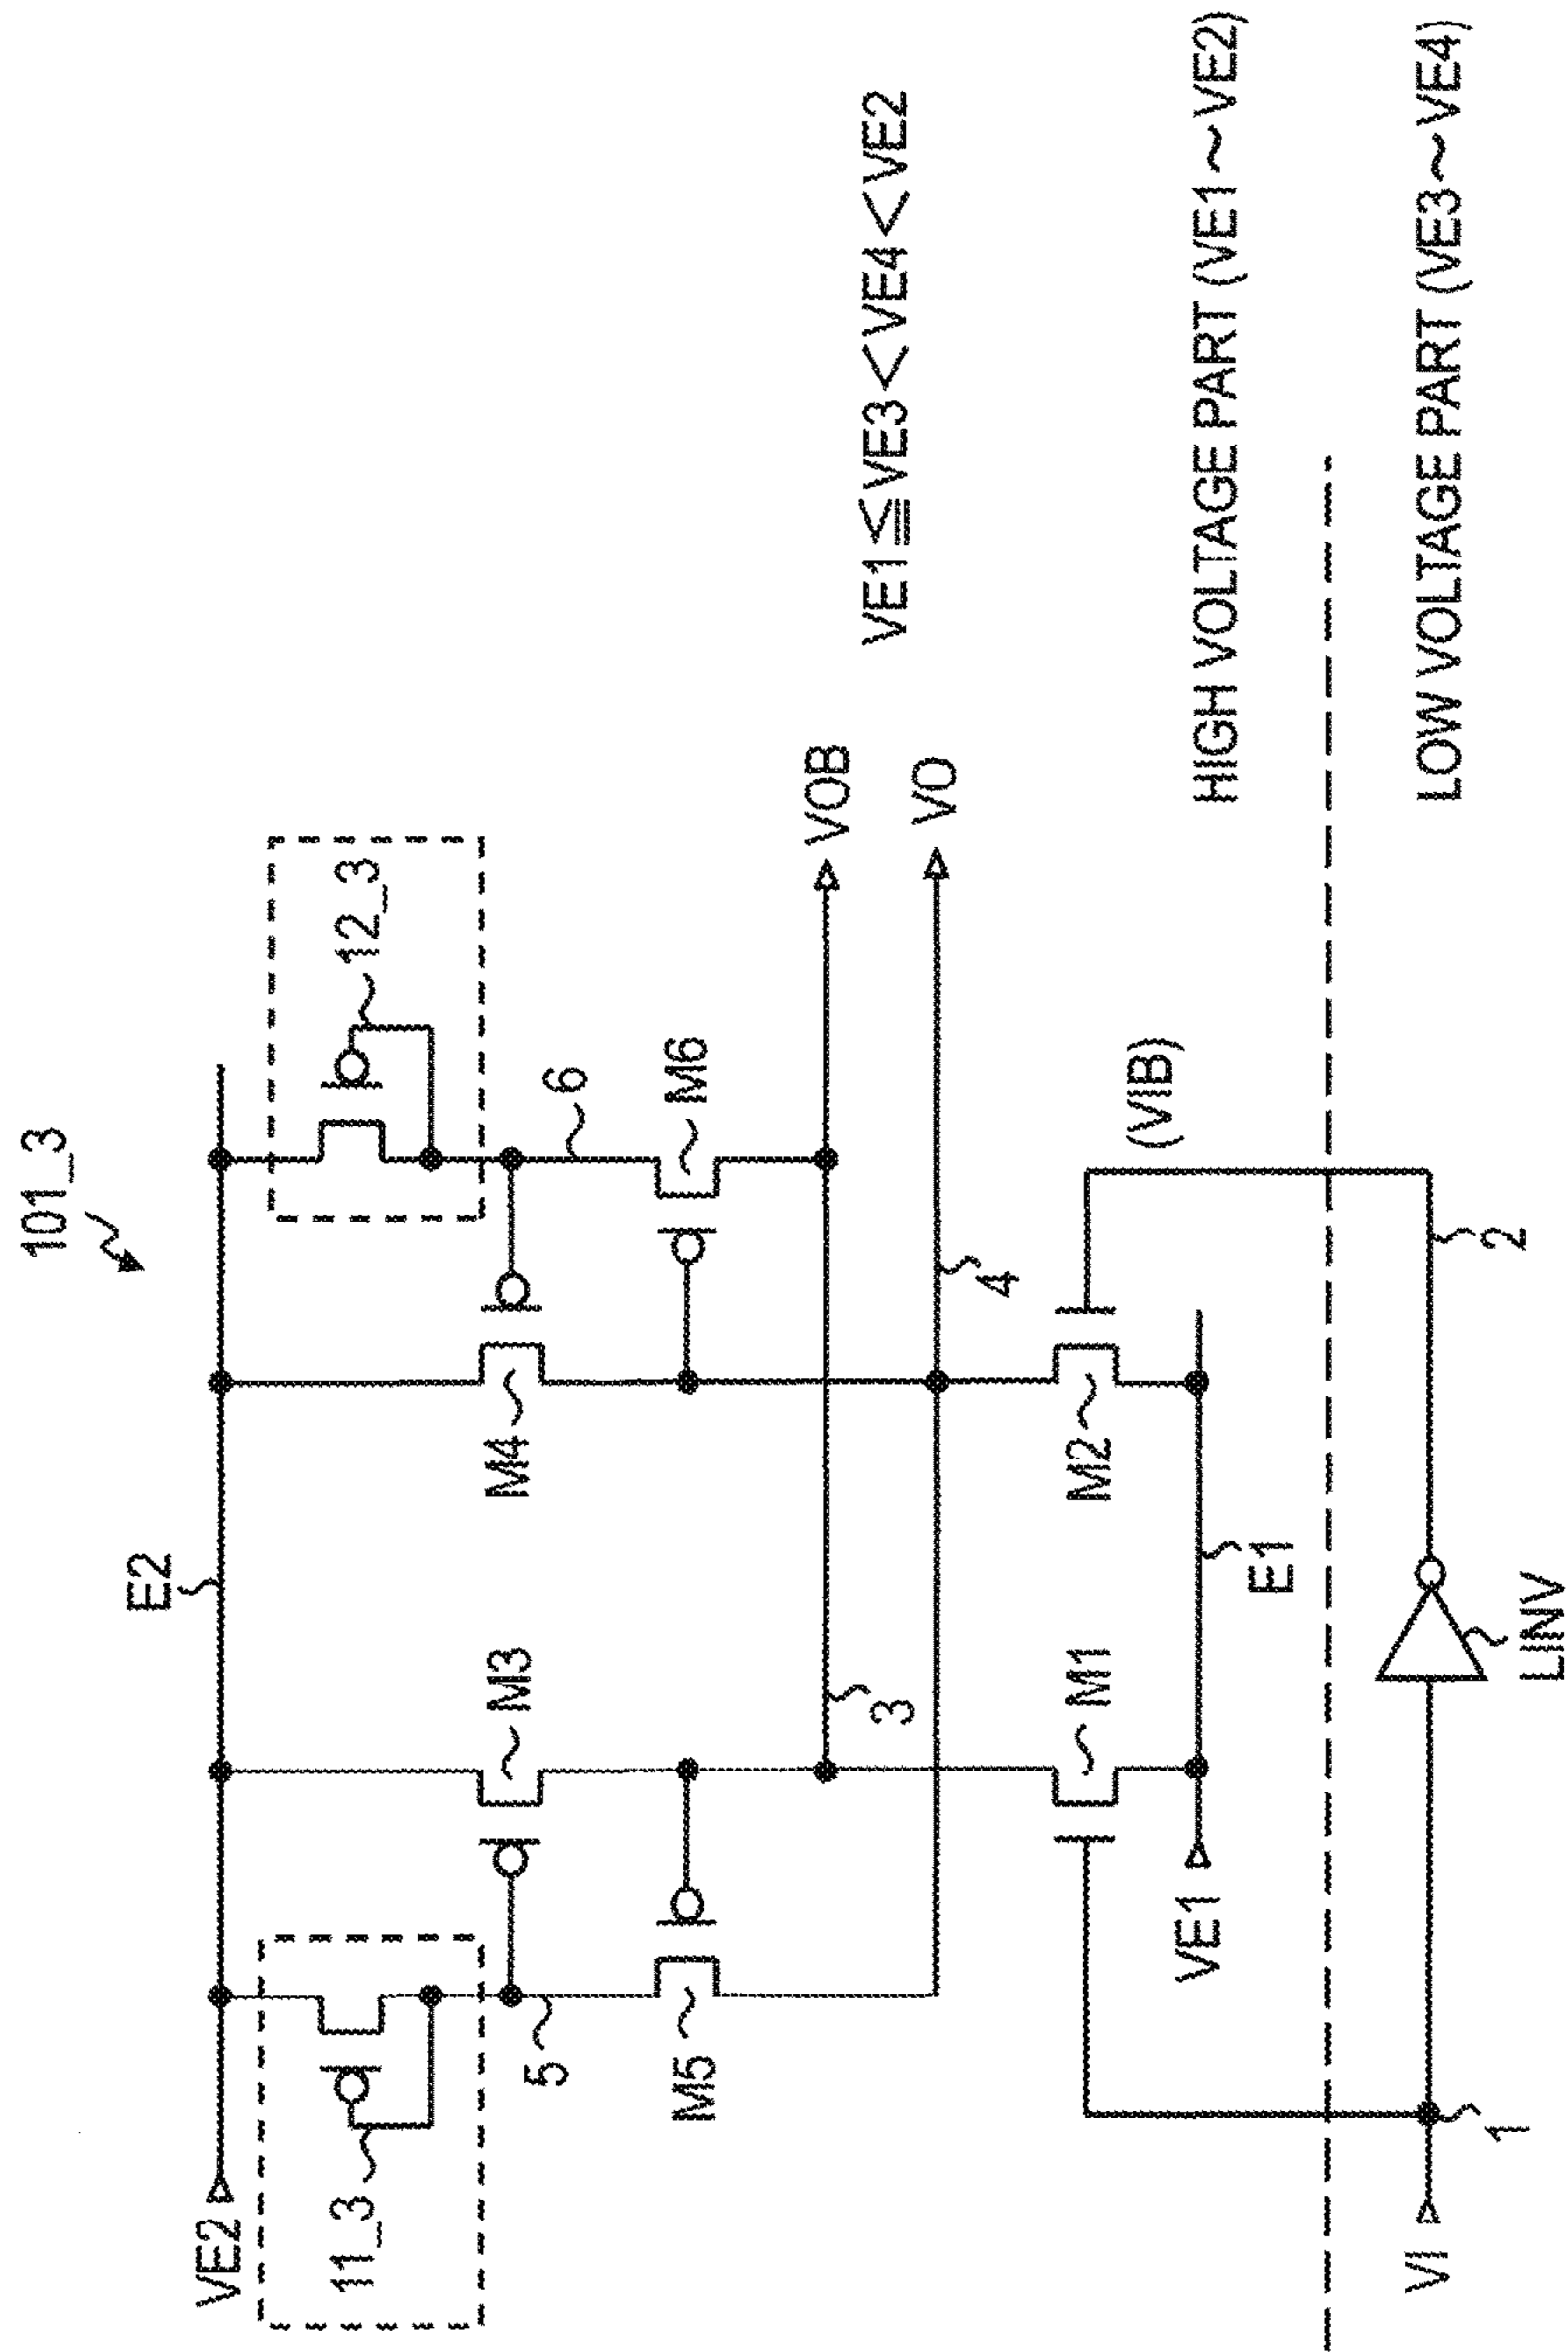 101_3
E2
VE2
11_3
12_3
M3
M4
5
6
M5
M6
VOB
3
VO
4
VE1≦VE3<VE4<VE2
M1
M2
(VIB)
VE1
E1
HIGH VOLTAGE PART (VE1~VE2)
LOW VOLTAGE PART (VE3~VE4)
VI
1
LINV
2